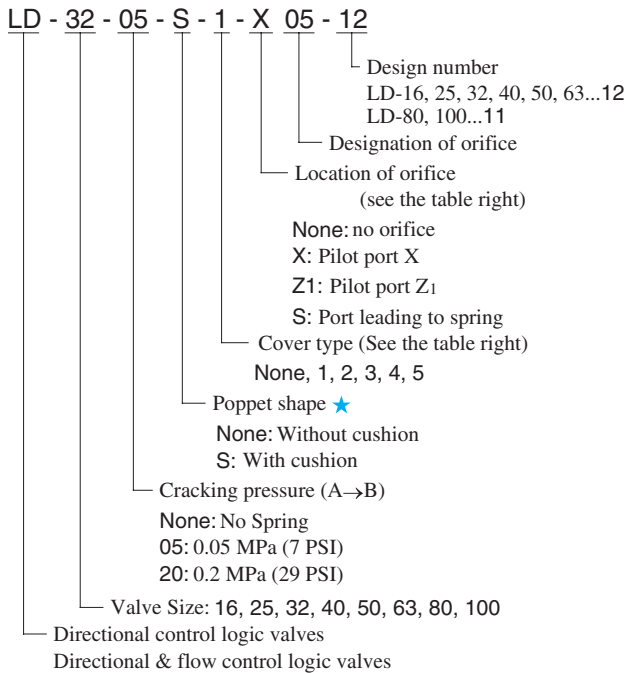 LD - 32 - 05 - S - 1 - X 05 - 12
Design number
LD-16, 25, 32, 40, 50, 63...12
LD-80, 100...11
Designation of orifice
Location of orifice
(see the table right)
None: no orifice
X: Pilot port X
Z1: Pilot port Z1
S: Port leading to spring
Cover type (See the table right)
None, 1, 2, 3, 4, 5
Poppet shape ★
None: Without cushion
S: With cushion
Cracking pressure (A→B)
None: No Spring
05: 0.05 MPa (7 PSI)
20: 0.2 MPa (29 PSI)
Valve Size: 16, 25, 32, 40, 50, 63, 80, 100
Directional control logic valves
Directional & flow control logic valves